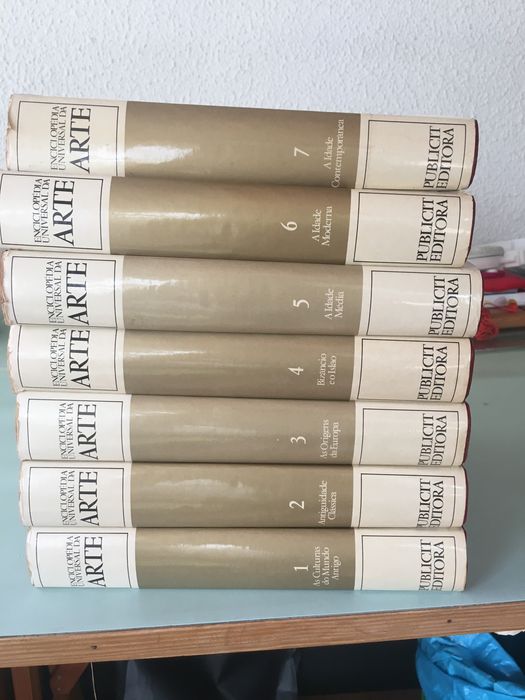 ENCICLOPÉDIA
UNIVERSAL DA
ARTE
7
A Idade
Contemporanea
PUBLICIT
EDITORA
ENCICLOPÉDIA
UNIVERSAL DA
ARTE
6
A Idade
Moderna
PUBLICIT
EDITORA
ENCICLOPÉDIA
UNIVERSAL DA
ARTE
5
A Idade
Média
PUBLICIT
EDITORA
ENCICLOPÉDIA
UNIVERSAL DA
ARTE
4
Bizâncio
e o Islão
PUBLICIT
EDITORA
ENCICLOPÉDIA
UNIVERSAL DA
ARTE
3
As Origens
da Europa
PUBLICIT
EDITORA
ENCICLOPÉDIA
UNIVERSAL DA
ARTE
2
Antiguidade
Clássica
PUBLICIT
EDITORA
ENCICLOPÉDIA
UNIVERSAL DA
ARTE
1
As Culturas
do Mundo
Antigo
PUBLICIT
EDITORA